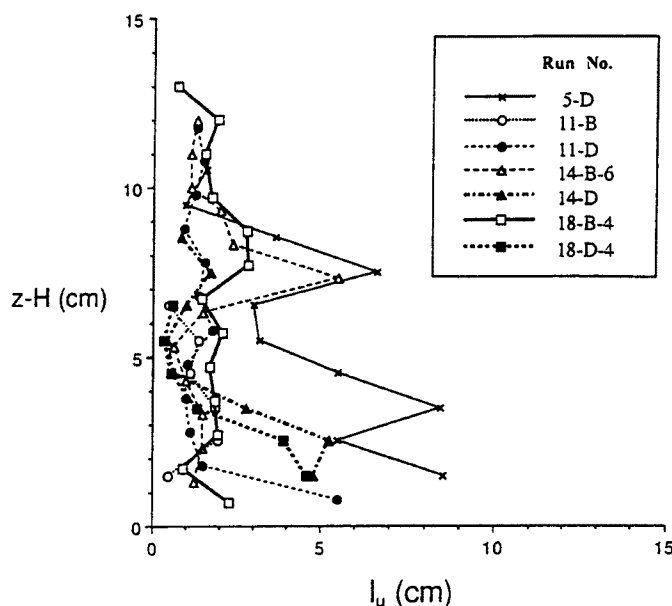 15
10
5
0
z-H (cm)
0
5
10
15
l_u (cm)
Run No.
5-D
11-B
11-D
14-B-6
14-D
18-B-4
18-D-4